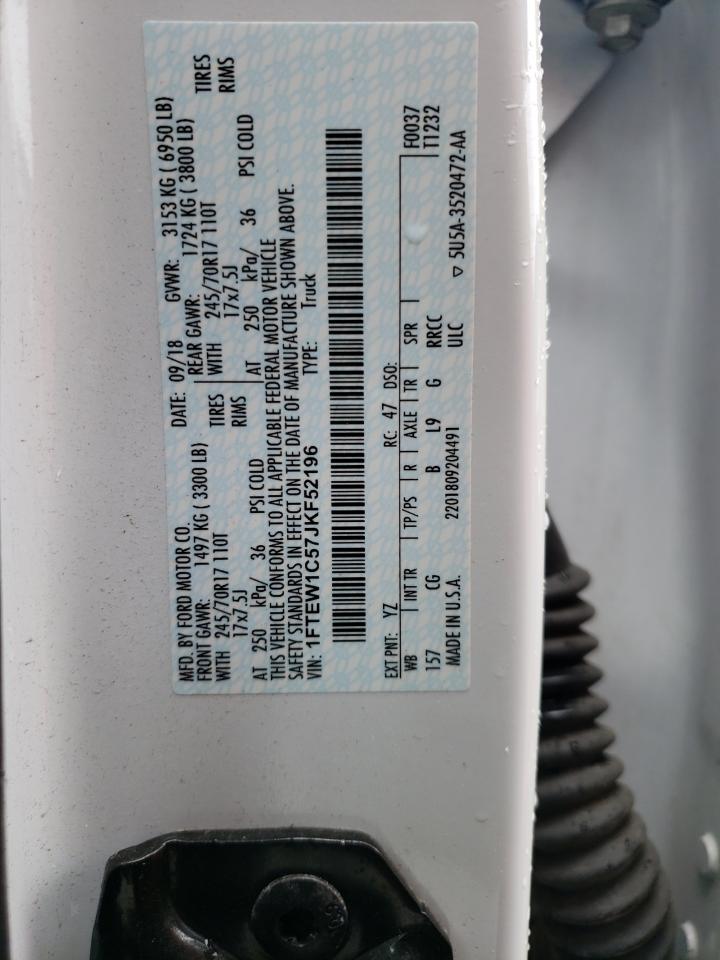 MFD. BY FORD MOTOR CO. DATE: 09/18 GVWR: 3153 KG ( 6950 LB)
FRONT GAWR: 1497 KG ( 3300 LB) REAR GAWR: 1724 KG ( 3800 LB)
WITH 245/70R17 110T TIRES WITH 245/70R17 110T TIRES
17x7.5J RIMS 17x7.5J RIMS
AT 250 kPa/ 36 PSI COLD AT 250 kPa/ 36 PSI COLD
THIS VEHICLE CONFORMS TO ALL APPLICABLE FEDERAL MOTOR VEHICLE
SAFETY STANDARDS IN EFFECT ON THE DATE OF MANUFACTURE SHOWN ABOVE.
VIN: 1FTEW1C57JKF52196 TYPE: Truck
EXT PNT: YZ RC: 47 DSO: F0037
WB INT TR TP/PS R AXLE TR SPR T1232
157 CG B L9 G RRCC
MADE IN U.S.A. 2201809204491 ULC ▽ 5U5A-3520472-AA